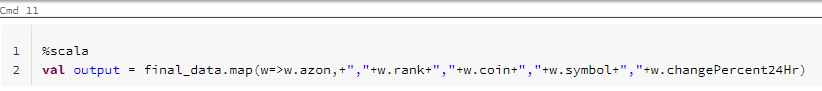 Cmd 11
1 %scala
2 val output = final_data.map(w=>w.azon,+","+w.rank+","+w.coin+","+w.symbol+","+w.changePercent24Hr)